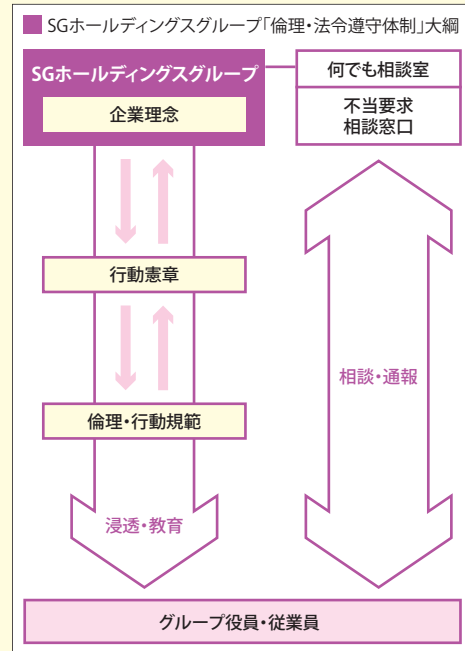 SGホールディングスグループ「倫理・法令遵守体制」大綱
SGホールディングスグループ
企業理念
何でも相談室
不当要求
相談窓口
行動憲章
倫理・行動規範
相談・通報
浸透・教育
グループ役員・従業員